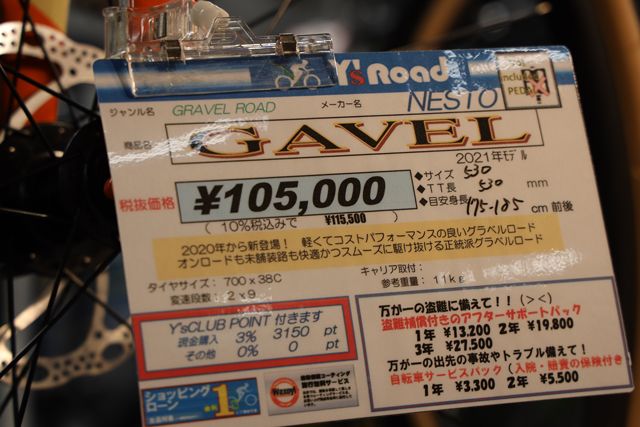 Y's Road
Included
PEDAL
ジャンル名 GRAVEL ROAD メーカー名 NESTO
商品名 GAVEL
2021年モデル
税抜価格 ¥105,000
( 10%税込みで ¥115,500 )
◆サイズ 530
◆TT長 530 mm
◆目安身長 175-185 cm 前後
2020年から新登場! 軽くてコストパフォーマンスの良いグラベルロード
オンロードも未舗装路も快適かつスムーズに駆け抜ける正統派グラベルロード
タイヤサイズ: 700 x 38C キャリア取付:
変速段数: 2 x 9 参考重量: 11kg
Y'sCLUB POINT 付きます
現金購入 3% 3150 pt
その他 0% 0 pt
万が一の盗難に備えて!!(><)
盗難補償付きのアフターサポートパック
1年 ¥13,200 2年 ¥19,800
3年 ¥27,500
万が一の出先の事故やトラブル備えて!
自転車サービスパック(入院・賠責の保険付き
1年 ¥3,300 2年 ¥5,500
ショッピング
ローン
1